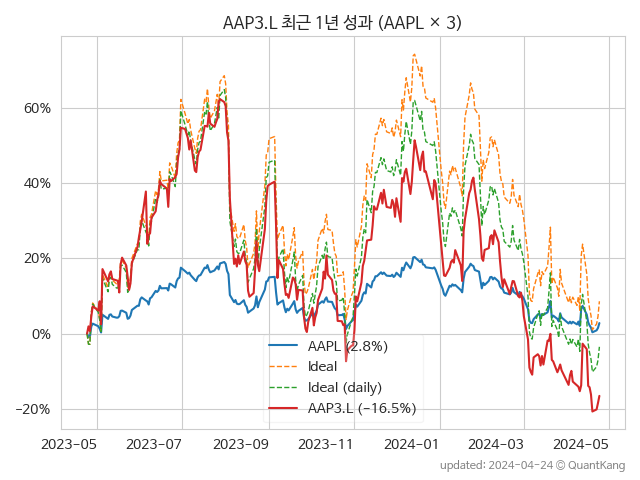 AAP3.L 최근 1년 성과 (AAPL × 3)
60%
40%
20%
0%
−20%
AAPL (2.8%)
Ideal
Ideal (daily)
AAP3.L (−16.5%)
2023-05 2023-07 2023-09 2023-11 2024-01 2024-03 2024-05
updated: 2024-04-24 © QuantKang